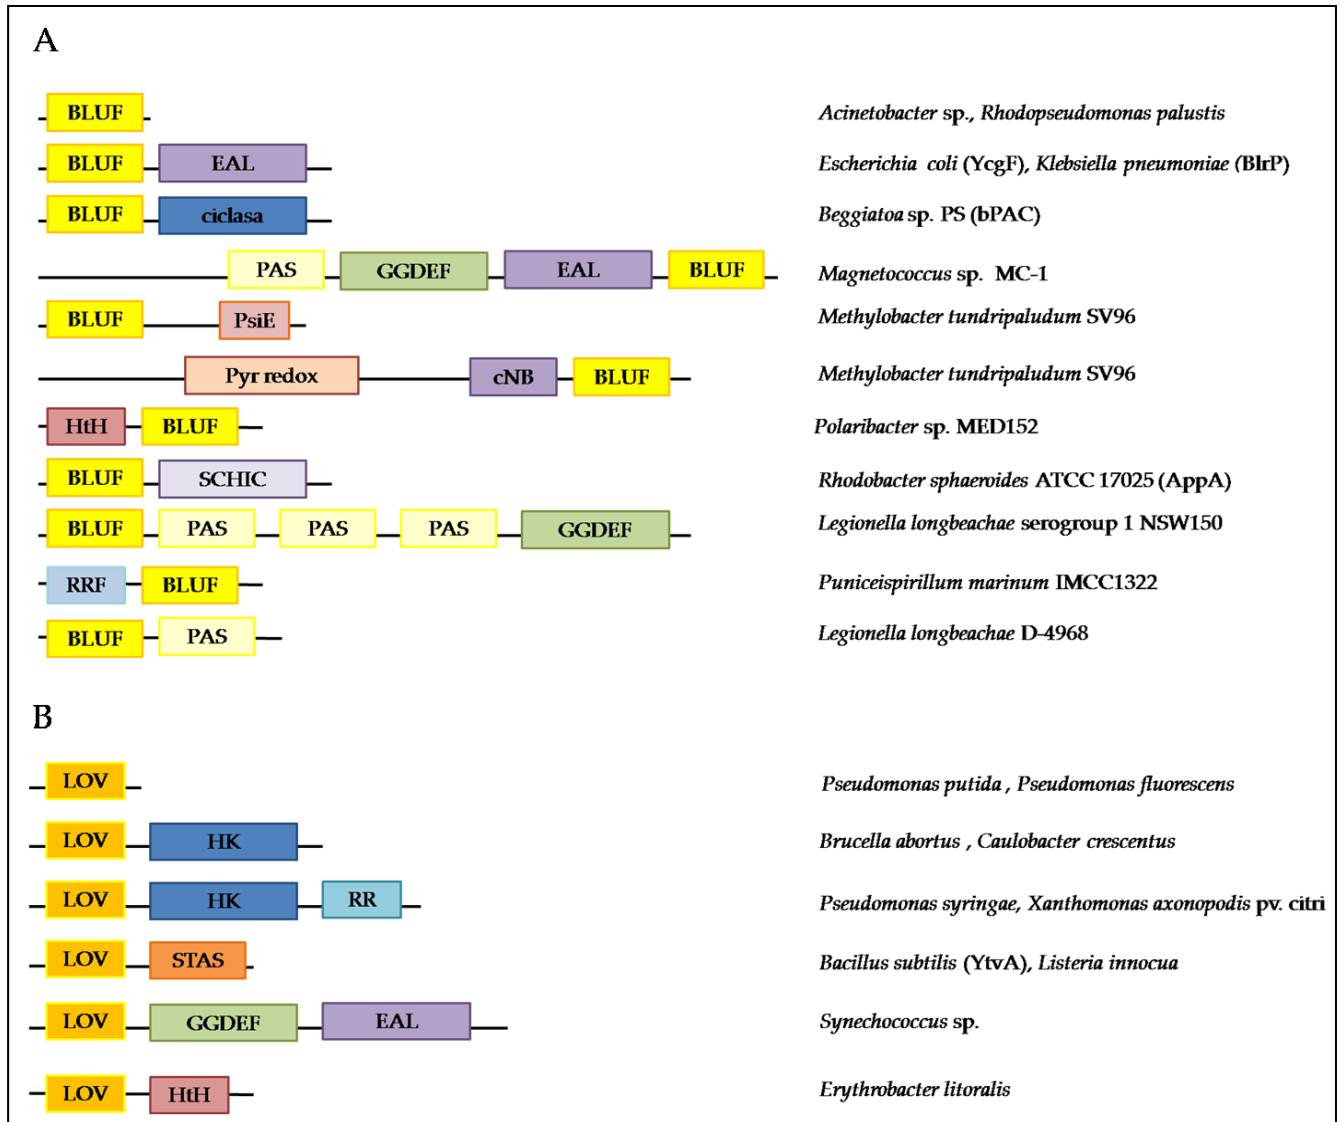 A
BLUF Acinetobacter sp., Rhodopseudomonas palustis
BLUF EAL Escherichia coli (YcgF), Klebsiella pneumoniae (BlrP)
BLUF ciclasa Beggiatoa sp. PS (bPAC)
PAS GGDEF EAL BLUF Magnetococcus sp. MC-1
BLUF PsiE Methylobacter tundripaludum SV96
Pyr redox cNB BLUF Methylobacter tundripaludum SV96
HtH BLUF Polaribacter sp. MED152
BLUF SCHIC Rhodobacter sphaeroides ATCC 17025 (AppA)
BLUF PAS PAS PAS GGDEF Legionella longbeachae serogroup 1 NSW150
RRF BLUF Puniceispirillum marinum IMCC1322
BLUF PAS Legionella longbeachae D-4968
B
LOV Pseudomonas putida , Pseudomonas fluorescens
LOV HK Brucella abortus , Caulobacter crescentus
LOV HK RR Pseudomonas syringae, Xanthomonas axonopodis pv. citri
LOV STAS Bacillus subtilis (YtvA), Listeria innocua
LOV GGDEF EAL Synechococcus sp.
LOV HtH Erythrobacter litoralis